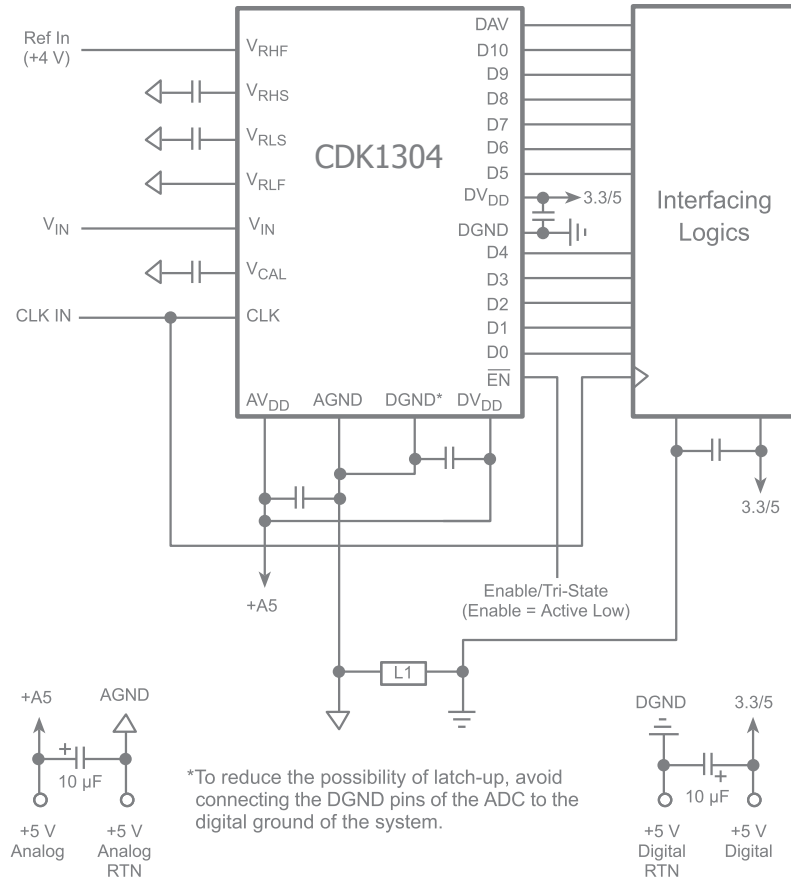 Ref In
(+4 V)
VRHF
VRHS
VRLS
VRLF
VIN
VIN
VCAL
CLK IN
CLK
CDK1304
DAV
D10
D9
D8
D7
D6
D5
DVDD
3.3/5
DGND
D4
D3
D2
D1
D0
EN
AVDD
AGND
DGND*
DVDD
Interfacing
Logics
3.3/5
+A5
Enable/Tri-State
(Enable = Active Low)
L1
+A5
AGND
+
10 µF
+5 V
Analog
+5 V
Analog
RTN
*To reduce the possibility of latch-up, avoid
connecting the DGND pins of the ADC to the
digital ground of the system.
DGND
3.3/5
+
10 µF
+5 V
Digital
RTN
+5 V
Digital